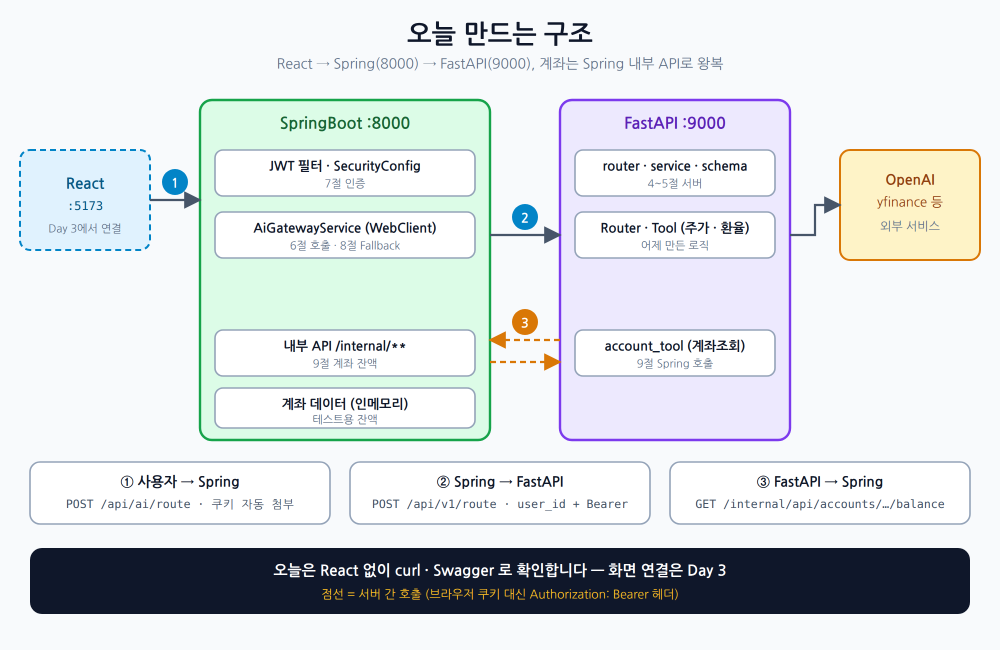 오늘 만드는 구조
React → Spring(8000) → FastAPI(9000), 계좌는 Spring 내부 API로 왕복
React
:5173
Day 3에서 연결
1
SpringBoot :8000
JWT 필터 · SecurityConfig
7절 인증
AiGatewayService (WebClient)
6절 호출 · 8절 Fallback
내부 API /internal/**
9절 계좌 잔액
계좌 데이터 (인메모리)
테스트용 잔액
2
3
FastAPI :9000
router · service · schema
4~5절 서버
Router · Tool (주가 · 환율)
어제 만든 로직
account_tool (계좌조회)
9절 Spring 호출
OpenAI
yfinance 등
외부 서비스
① 사용자 → Spring
POST /api/ai/route · 쿠키 자동 첨부
② Spring → FastAPI
POST /api/v1/route · user_id + Bearer
③ FastAPI → Spring
GET /internal/api/accounts/…/balance
오늘은 React 없이 curl · Swagger 로 확인합니다 — 화면 연결은 Day 3
점선 = 서버 간 호출 (브라우저 쿠키 대신 Authorization: Bearer 헤더)